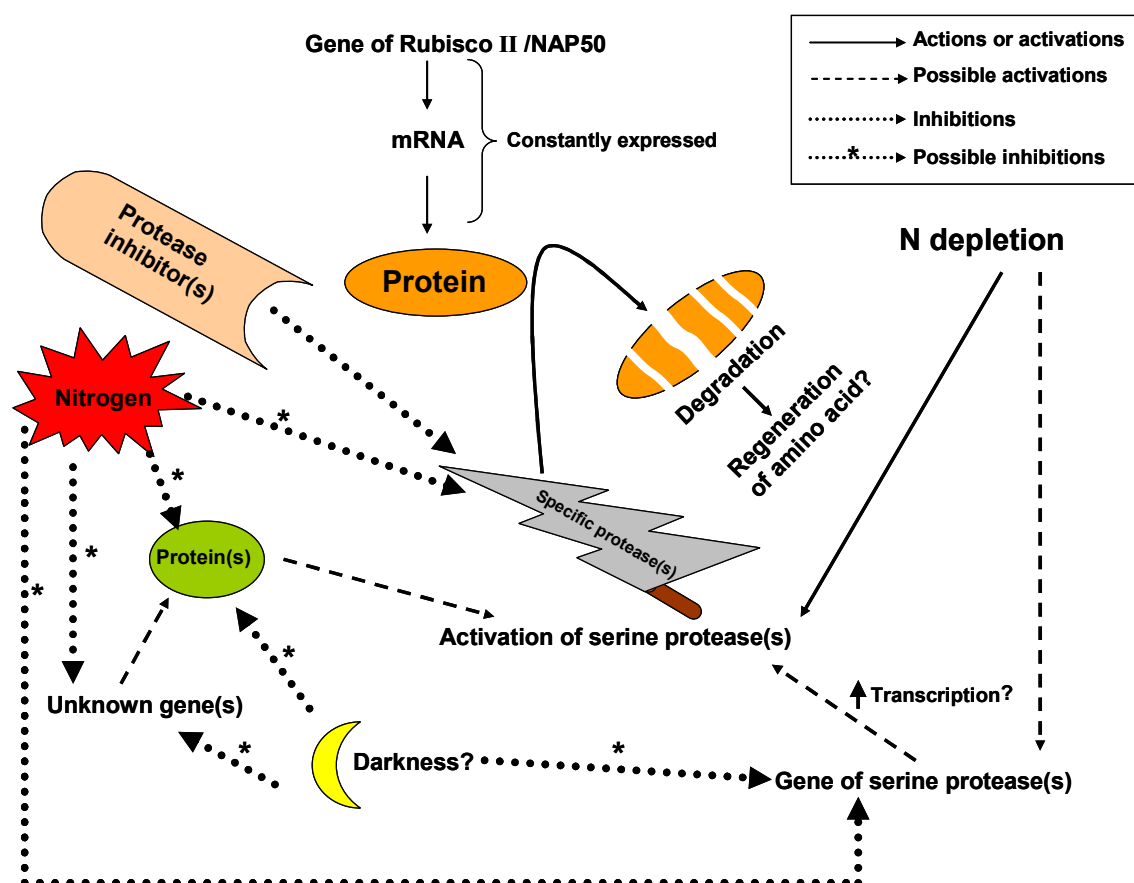 Gene of Rubisco II /NAP50
mRNA
Constantly expressed
Protein
Actions or activations
Possible activations
Inhibitions
* Possible inhibitions
N depletion
Protease
inhibitor(s)
Nitrogen
Degradation
Regeneration
of amino acid?
Specific protease(s)
*
*
*
*
Protein(s)
Activation of serine protease(s)
*
Unknown gene(s)
*
Transcription?
Darkness?
*
Gene of serine protease(s)